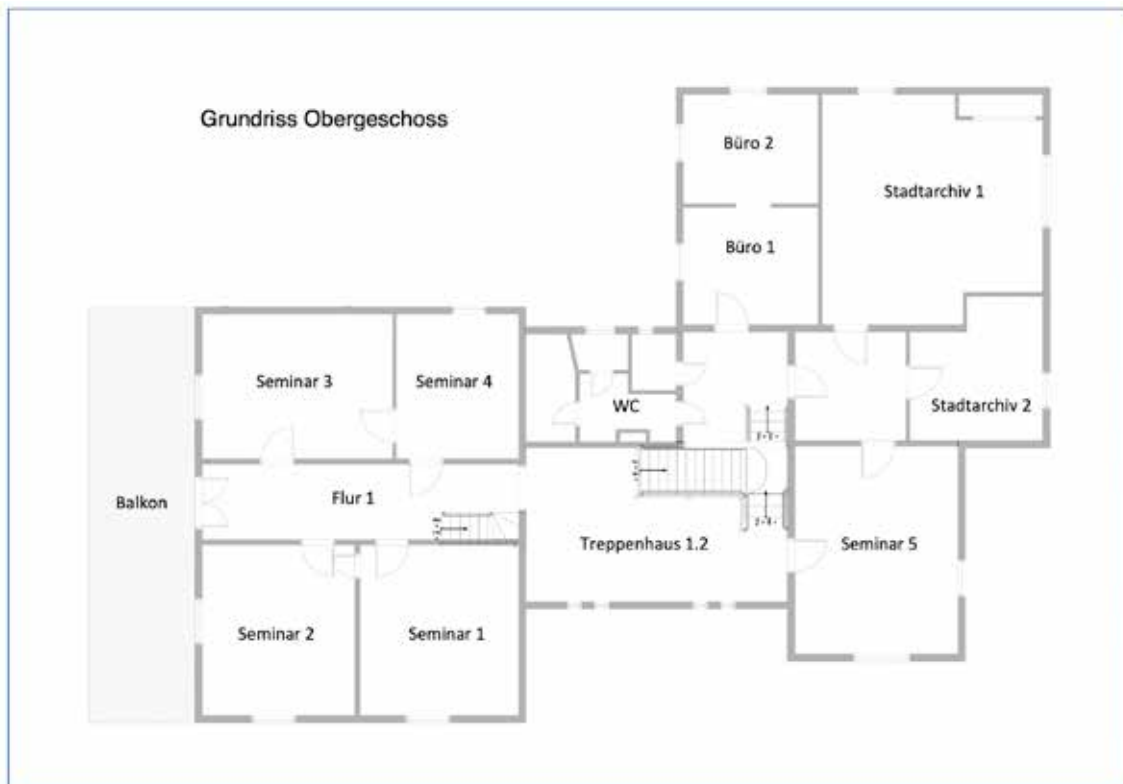 Grundriss Obergeschoss
Büro 2
Stadtarchiv 1
Büro 1
Seminar 3
Seminar 4
WC
Stadtarchiv 2
Balkon
Flur 1
Treppenhaus 1.2
Seminar 5
Seminar 2
Seminar 1